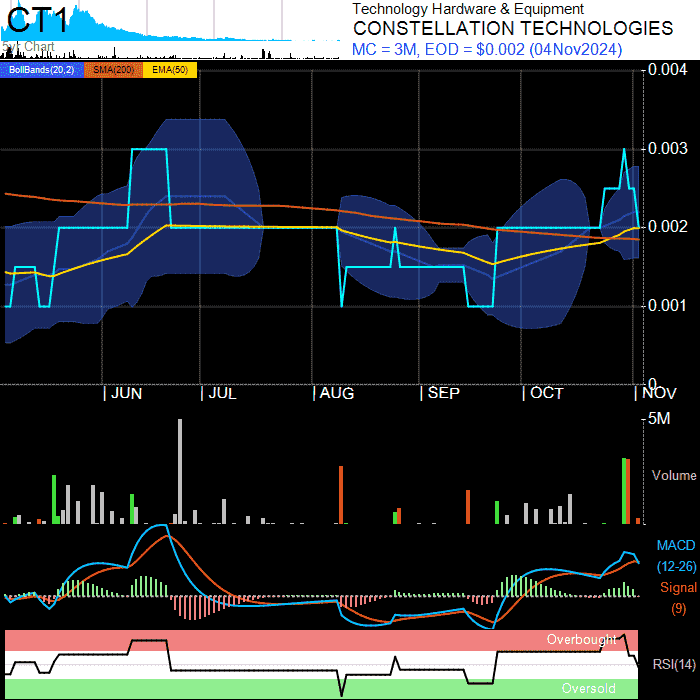 CT1
5yr Chart
Technology Hardware & Equipment
CONSTELLATION TECHNOLOGIES
MC = 3M, EOD = $0.002 (04Nov2024)
BollBands(20,2) SMA(200) EMA(50)
0.004
0.003
0.002
0.001
0
JUN JUL AUG SEP OCT NOV
5M
Volume
MACD
(12-26)
Signal
(9)
Overbought
RSI(14)
Oversold